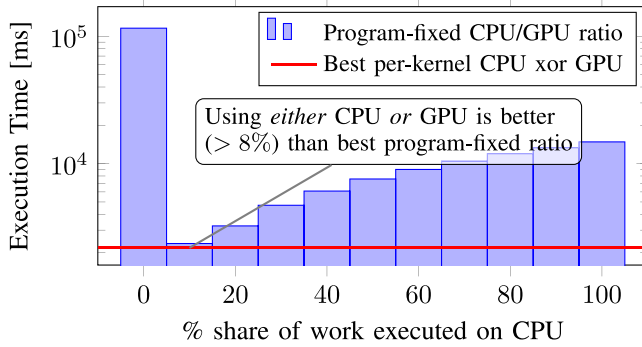 10^5
10^4
Execution Time [ms]
Program-fixed CPU/GPU ratio
Best per-kernel CPU xor GPU
Using either CPU or GPU is better
(> 8%) than best program-fixed ratio
0 20 40 60 80 100
% share of work executed on CPU